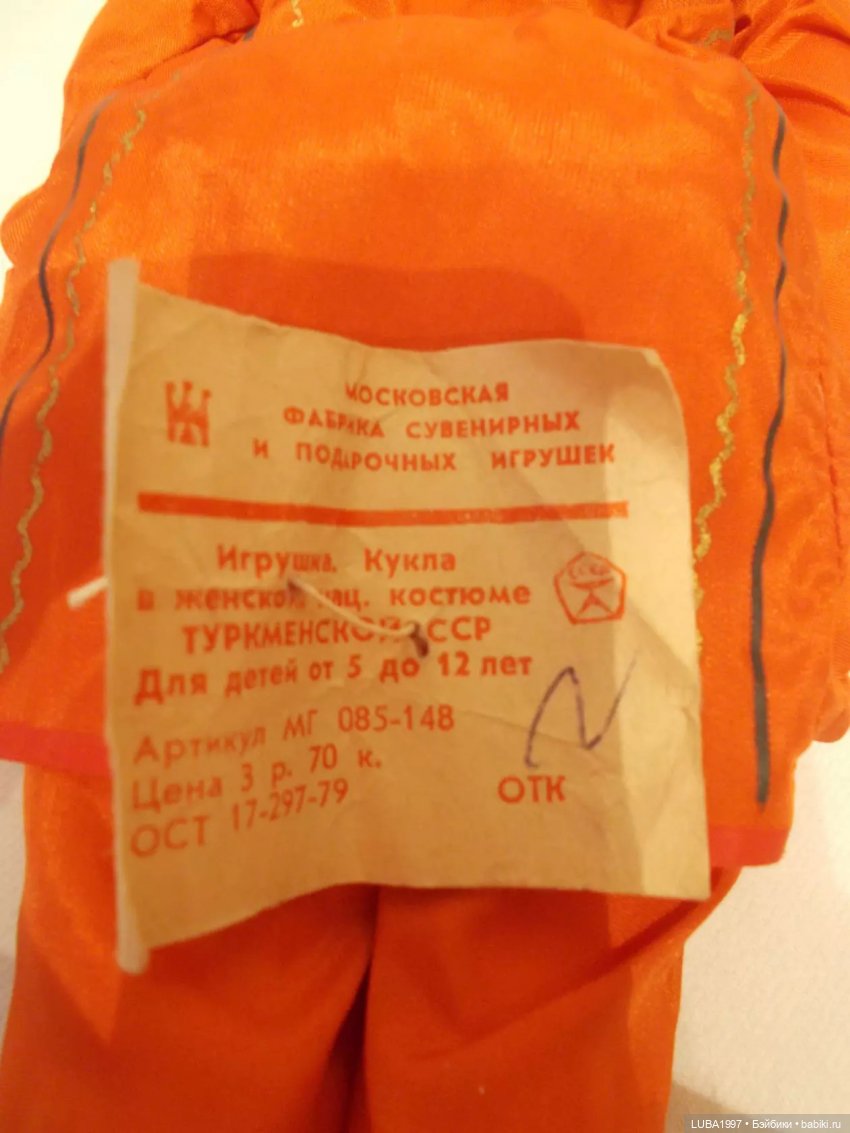 МОСКОВСКАЯ
ФАБРИКА СУВЕНИРНЫХ
И ПОДАРОЧНЫХ ИГРУШЕК
Игрушка. Кукла
в женском нац. костюме
ТУРКМЕНСКОЙ ССР
Для детей от 5 до 12 лет
Артикул МГ 085-148
Цена 3 р. 70 к.
ОСТ 17-297-79
ОТК
LUBA1997 • Бэйбики • babiki.ru